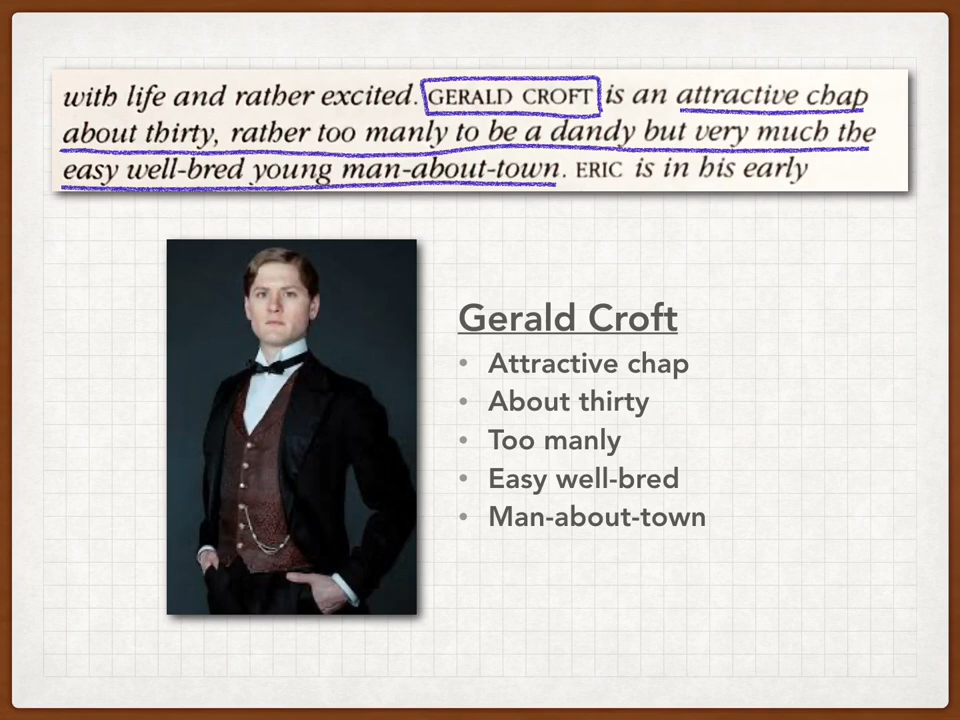 with life and rather excited. GERALD CROFT is an attractive chap
about thirty, rather too manly to be a dandy but very much the
easy well-bred young man-about-town. ERIC is in his early
Gerald Croft
• Attractive chap
• About thirty
• Too manly
• Easy well-bred
• Man-about-town